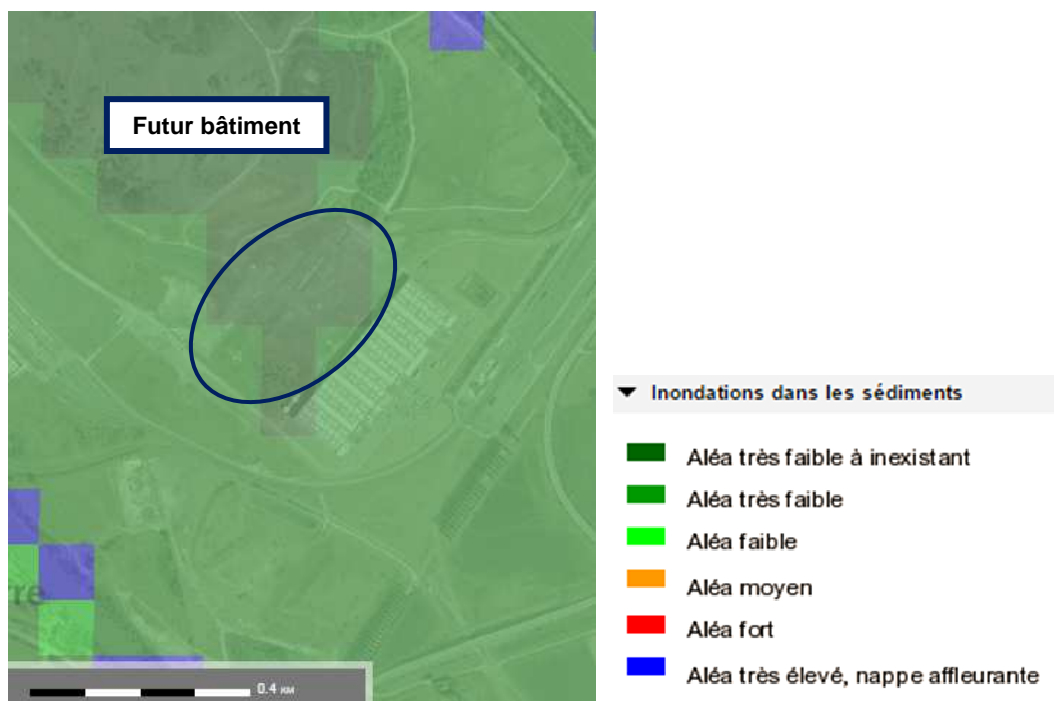 Futur bâtiment
Inondations dans les sédiments
Aléa très faible à inexistant
Aléa très faible
Aléa faible
Aléa moyen
Aléa fort
Aléa très élevé, nappe affleurante
rre
0.4 км